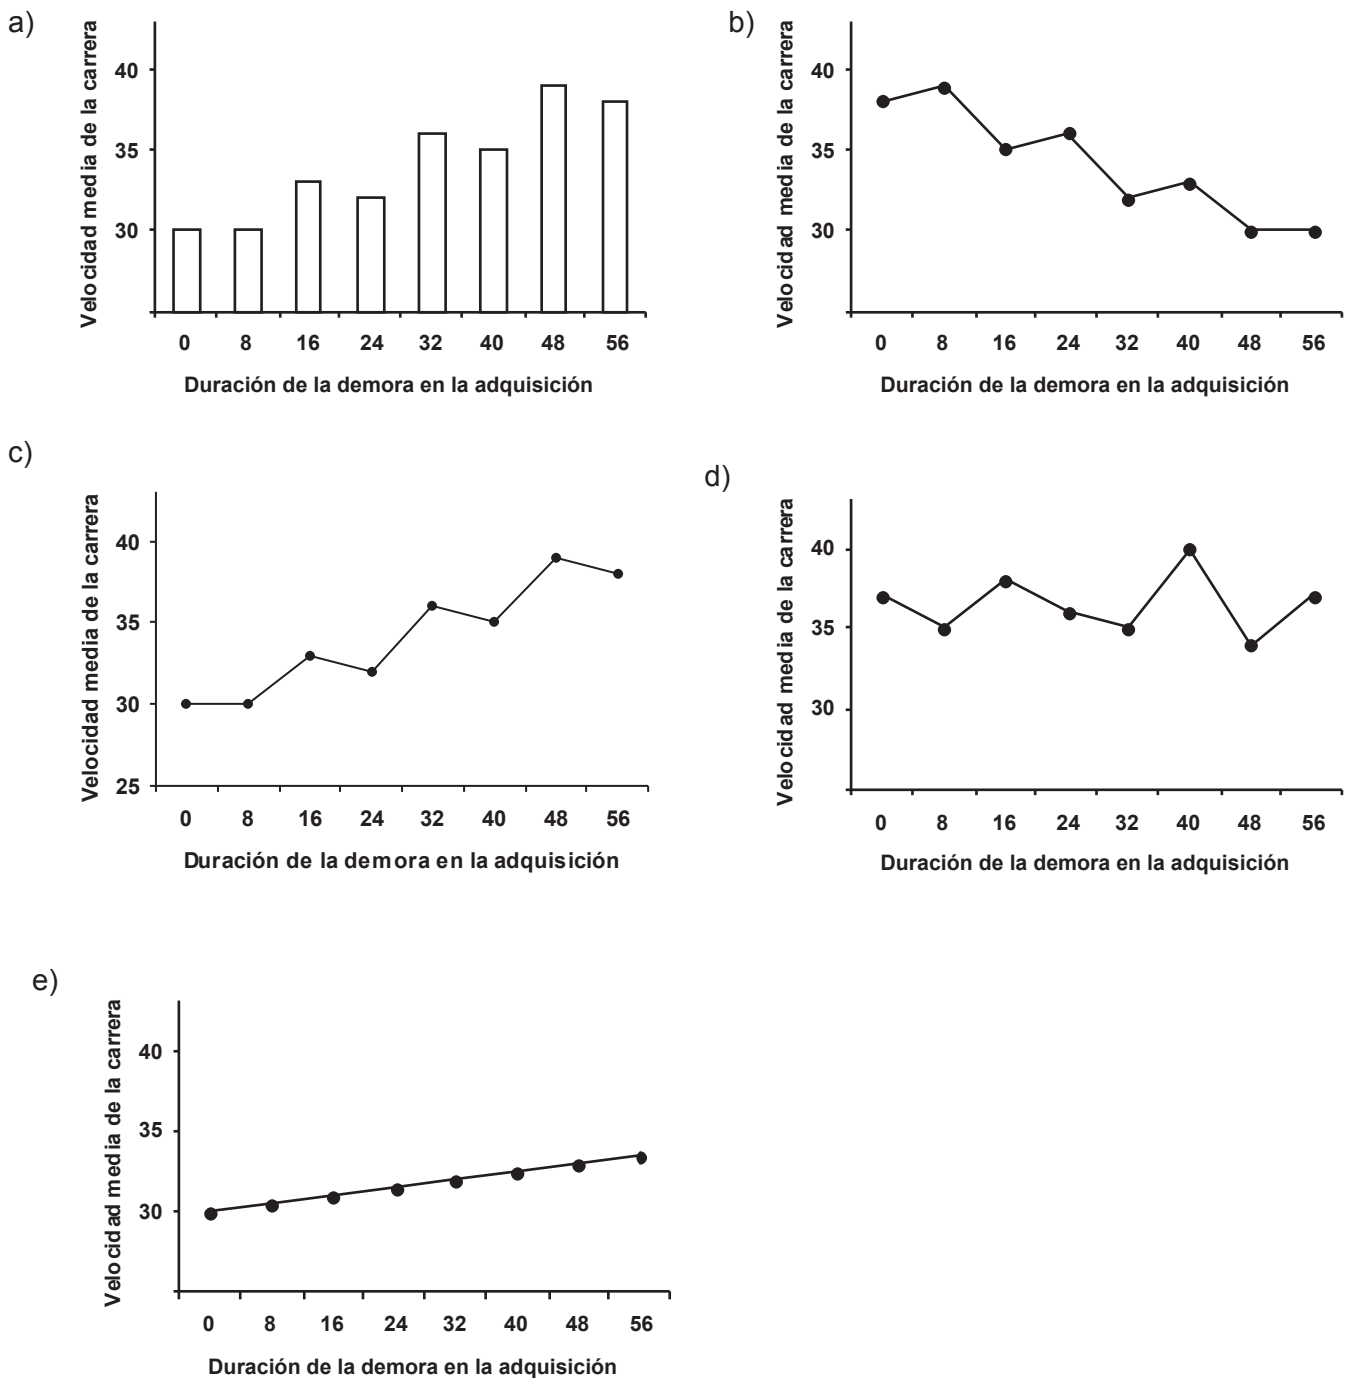 a)
Velocidad media de la carrera
40
35
30
0 8 16 24 32 40 48 56
Duración de la demora en la adquisición
b)
Velocidad media de la carrera
40
35
30
0 8 16 24 32 40 48 56
Duración de la demora en la adquisición
c)
Velocidad media de la carrera
40
35
30
25
0 8 16 24 32 40 48 56
Duración de la demora en la adquisición
d)
Velocidad media de la carrera
40
35
30
0 8 16 24 32 40 48 56
Duración de la demora en la adquisición
e)
Velocidad media de la carrera
40
35
30
0 8 16 24 32 40 48 56
Duración de la demora en la adquisición